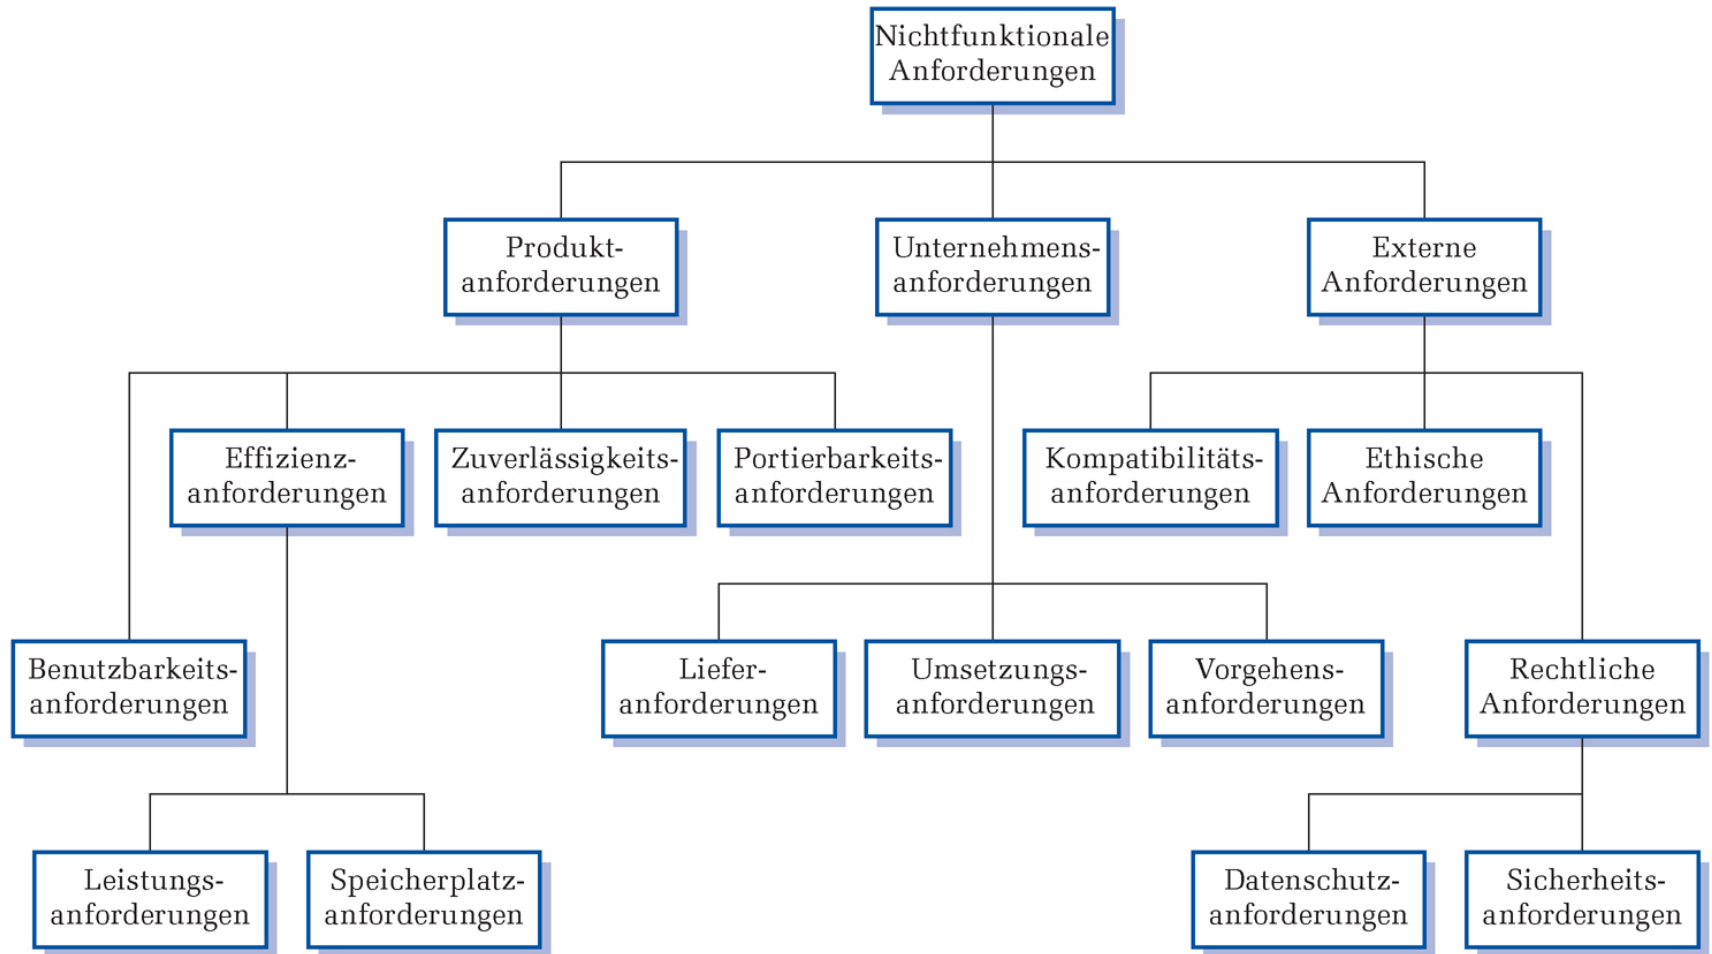 Nichtfunktionale
Anforderungen
Produkt-
anforderungen
Unternehmens-
anforderungen
Externe
Anforderungen
Effizienz-
anforderungen
Zuverlässigkeits-
anforderungen
Portierbarkeits-
anforderungen
Kompatibilitäts-
anforderungen
Ethische
Anforderungen
Benutzbarkeits-
anforderungen
Liefer-
anforderungen
Umsetzungs-
anforderungen
Vorgehens-
anforderungen
Rechtliche
Anforderungen
Leistungs-
anforderungen
Speicherplatz-
anforderungen
Datenschutz-
anforderungen
Sicherheits-
anforderungen